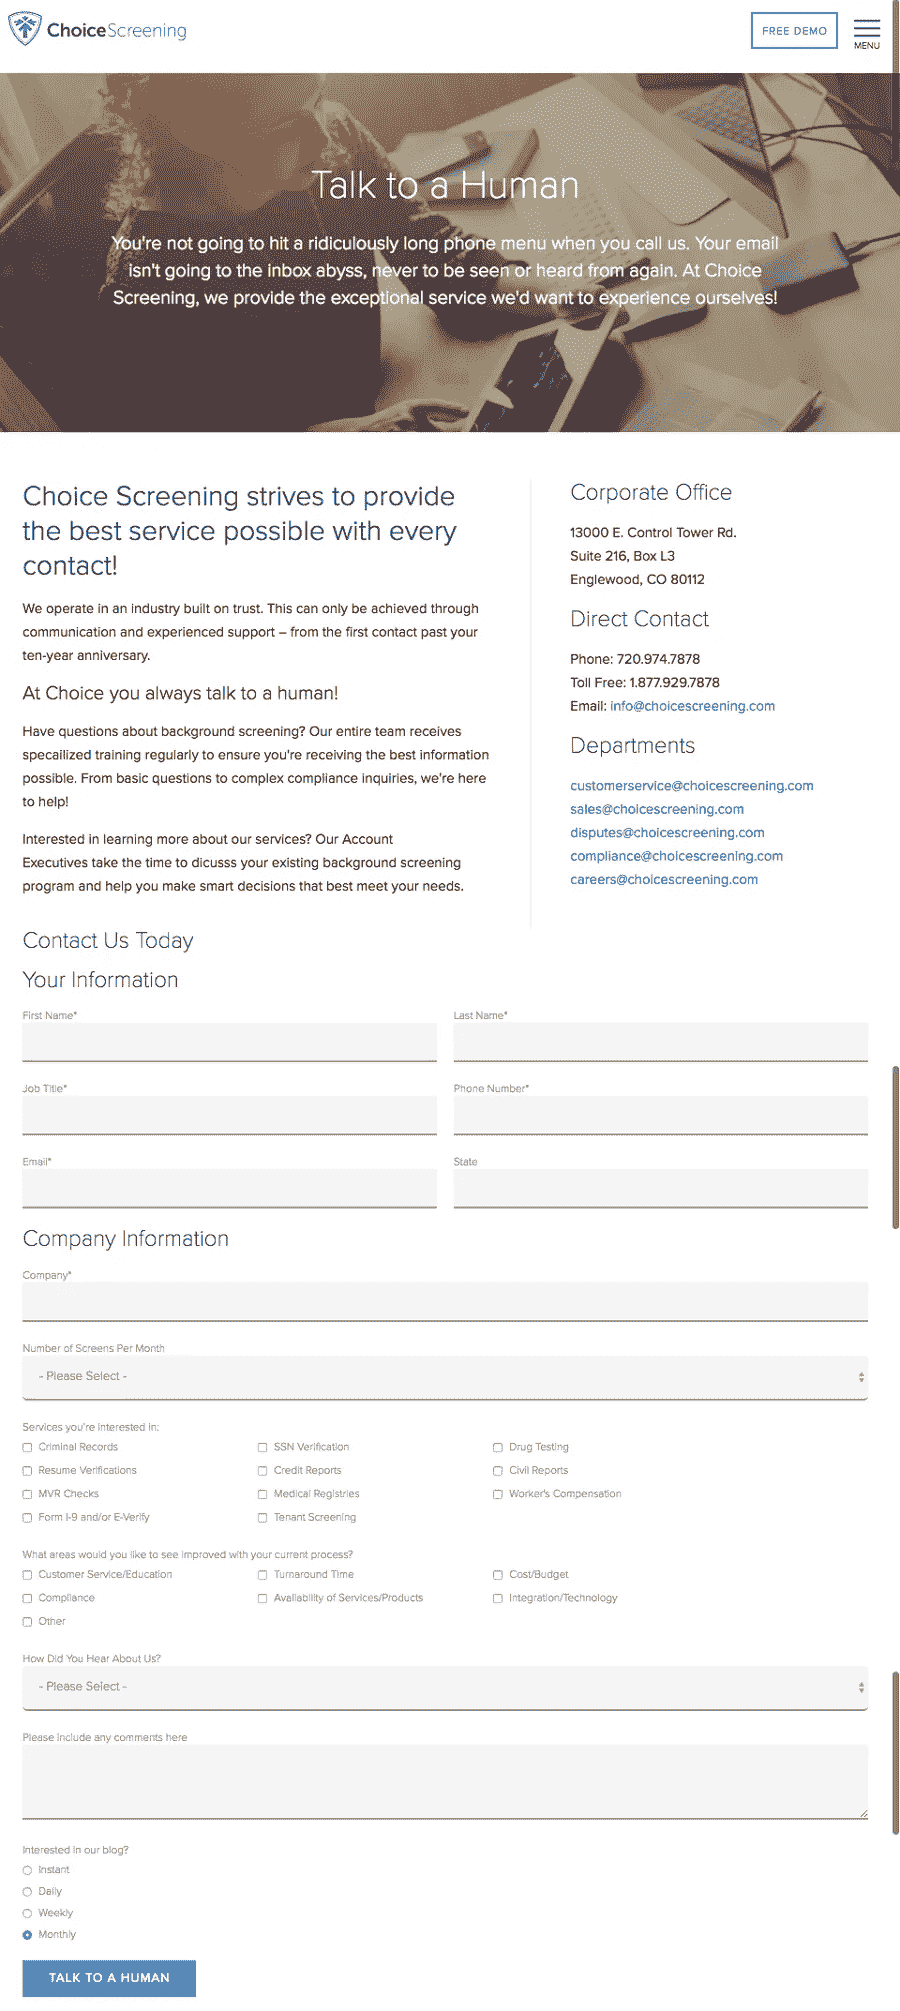 ChoiceScreening
FREE DEMO
MENU
Talk to a Human
You're not going to hit a ridiculously long phone menu when you call us. Your email
isn't going to the inbox abyss, never to be seen or heard from again. At Choice
Screening, we provide the exceptional service we'd want to experience ourselves!
Choice Screening strives to provide
the best service possible with every
contact!
We operate in an industry built on trust. This can only be achieved through
communication and experienced support – from the first contact past your
ten-year anniversary.
At Choice you always talk to a human!
Have questions about background screening? Our entire team receives
specailized training regularly to ensure you're receiving the best information
possible. From basic questions to complex compliance inquiries, we're here
to help!
Interested in learning more about our services? Our Account
Executives take the time to dicusss your existing background screening
program and help you make smart decisions that best meet your needs.
Corporate Office
13000 E. Control Tower Rd.
Suite 216, Box L3
Englewood, CO 80112
Direct Contact
Phone: 720.974.7878
Toll Free: 1.877.929.7878
Email: info@choicescreening.com
Departments
customerservice@choicescreening.com
sales@choicescreening.com
disputes@choicescreening.com
compliance@choicescreening.com
careers@choicescreening.com
Contact Us Today
Your Information
First Name*
Last Name*
Job Title*
Phone Number*
Email*
State
Company Information
Company*
Number of Screens Per Month
- Please Select -
Services you're interested in:
Criminal Records
SSN Verification
Drug Testing
Resume Verifications
Credit Reports
Civil Reports
MVR Checks
Medical Registries
Worker's Compensation
Form I-9 and/or E-Verify
Tenant Screening
What areas would you like to see improved with your current process?
Customer Service/Education
Turnaround Time
Cost/Budget
Compliance
Availability of Services/Products
Integration/Technology
Other
How Did You Hear About Us?
- Please Select -
Please include any comments here
Interested in our blog?
Instant
Daily
Weekly
Monthly
TALK TO A HUMAN